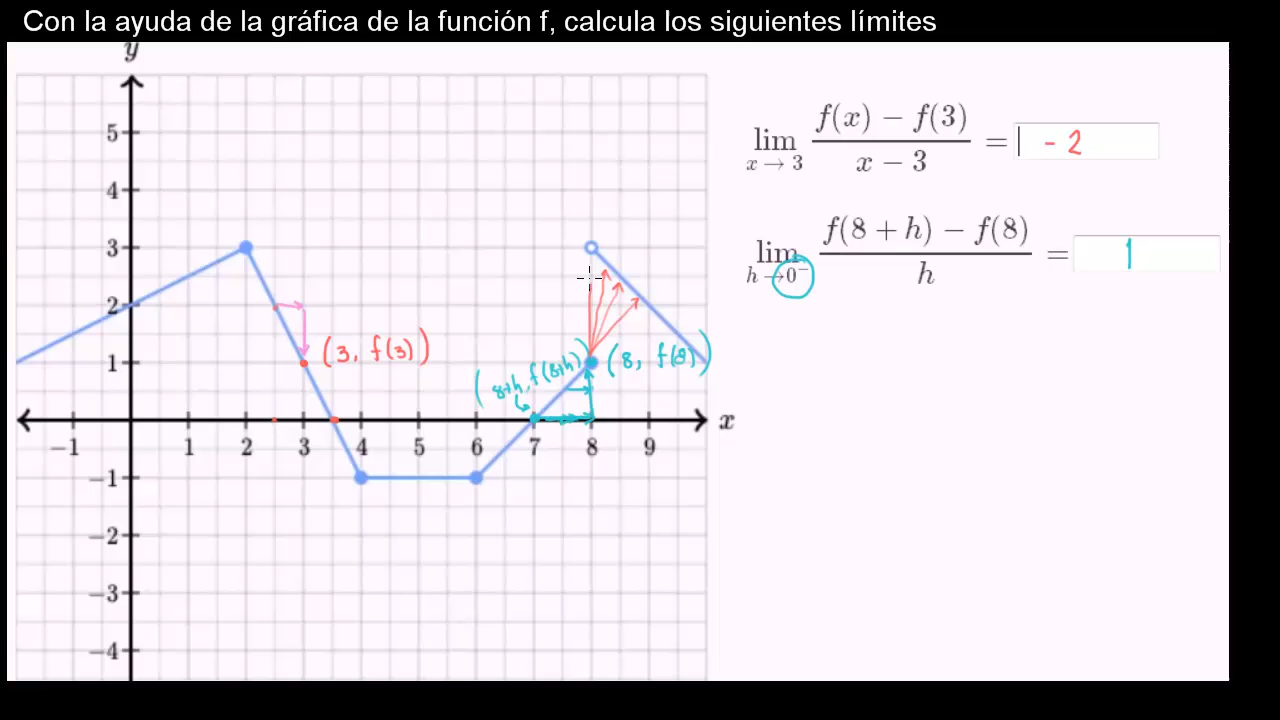 Con la ayuda de la gráfica de la función f, calcula los siguientes límites
y
5
4
3
2
1
-1
-2
-3
-4
-1 1 2 3 4 5 6 7 8 9 x
(3, f(3))
(8+h, f(8+h))
(8, f(8))
lim x → 3 f(x) − f(3) / x − 3 = -2
lim h → 0⁻ f(8 + h) − f(8) / h = 1